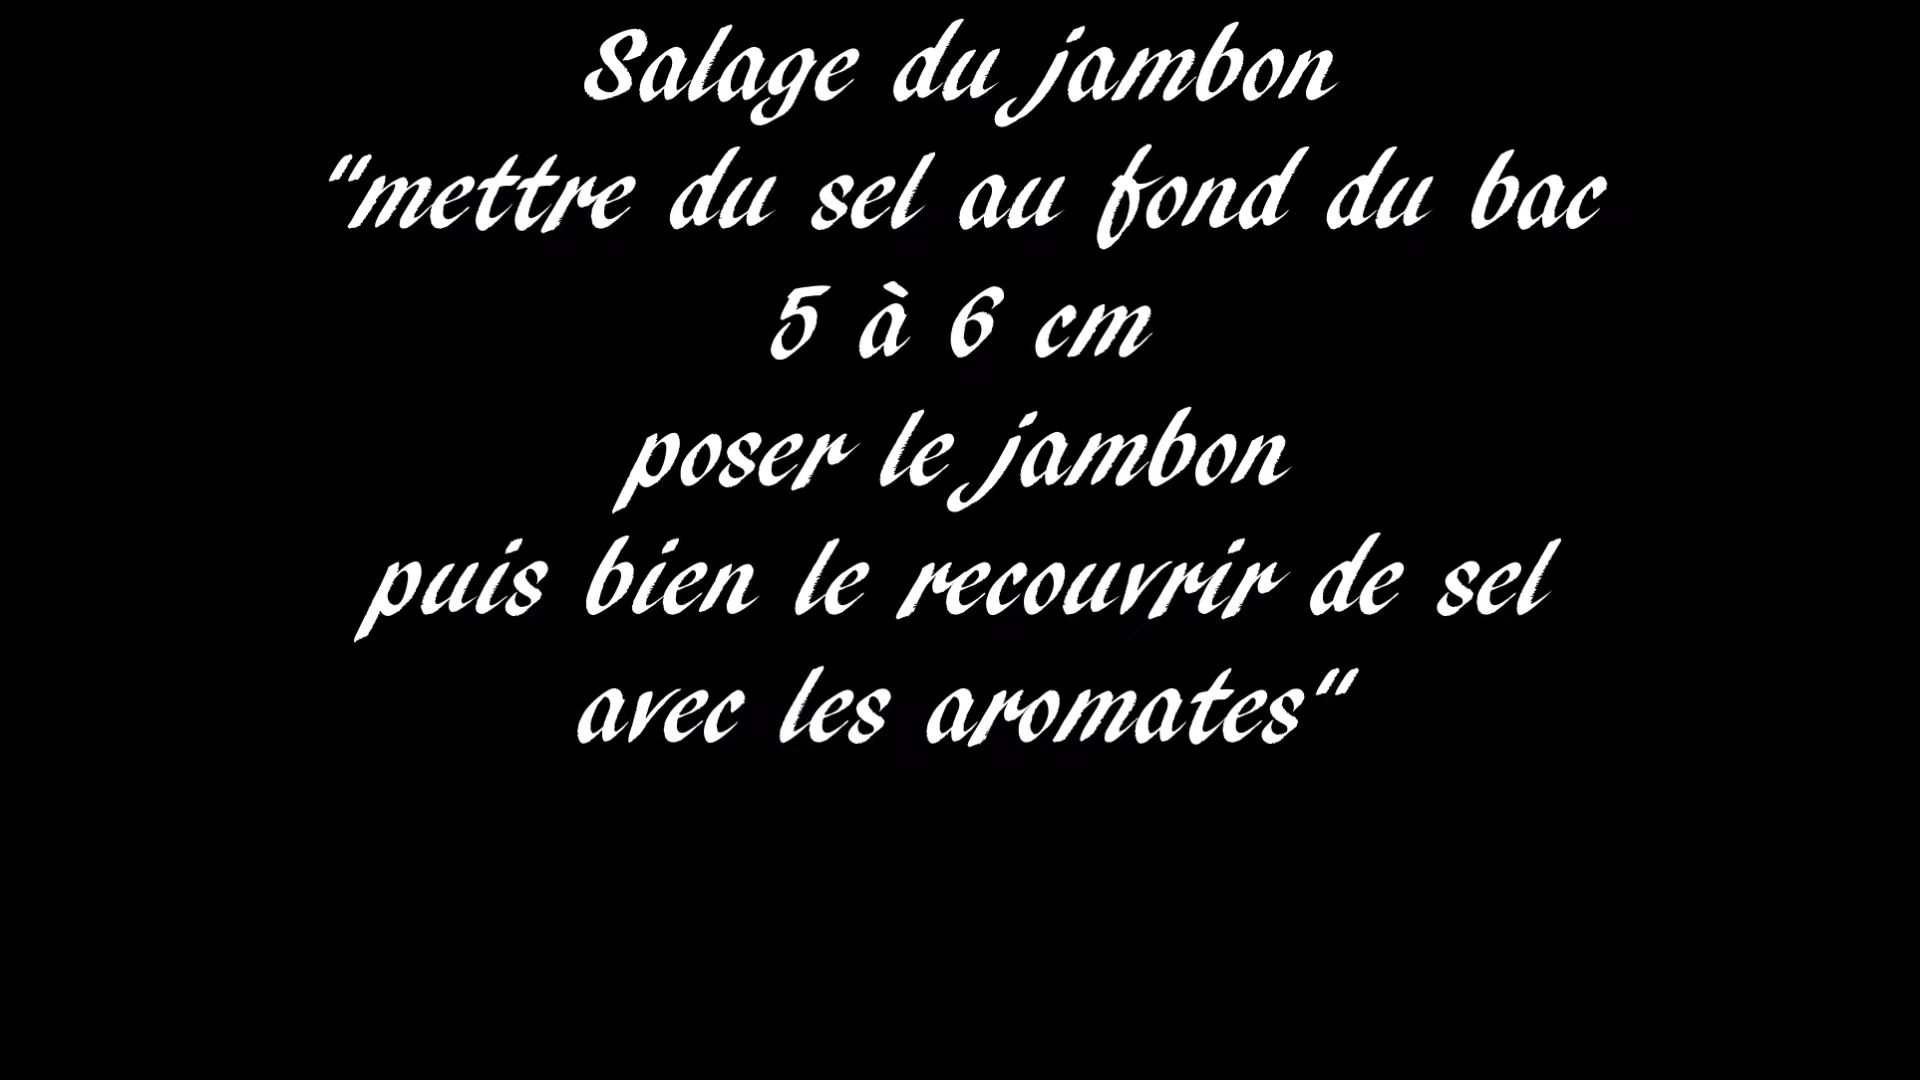 Salage du jambon
"mettre du sel au fond du bac
5 à 6 cm
poser le jambon
puis bien le recouvrir de sel
avec les aromates"